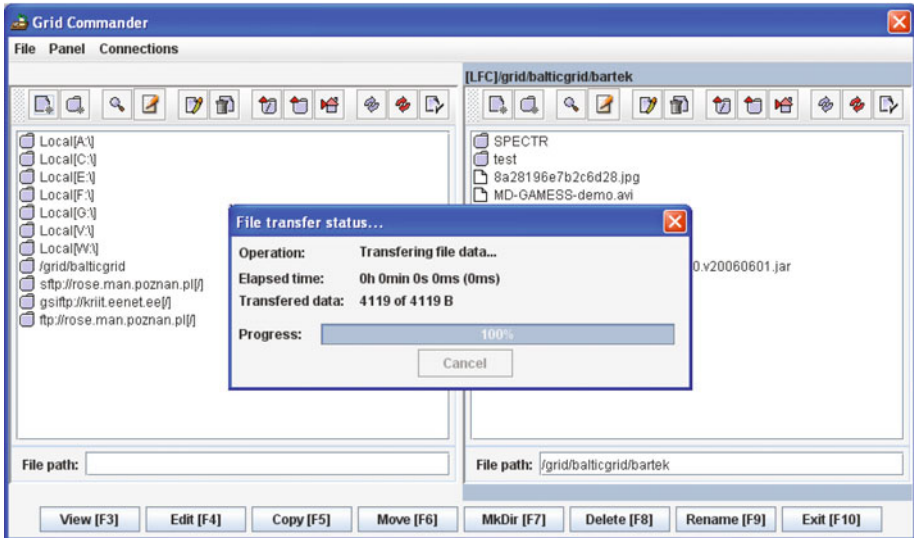 Grid Commander
File Panel Connections
[LFC]/grid/balticgrid/bartek
Local[A:\]
Local[C:\]
Local[E:\]
Local[F:\]
Local[G:\]
Local[V:\]
Local[W:\]
/grid/balticgrid
sftp://rose.man.poznan.pl[/]
gsiftp://kriit.eenet.ee[/]
ftp://rose.man.poznan.pl[/]
SPECTR
test
8a28196e7b2c6d28.jpg
MD-GAMESS-demo.avi
0.v20060601.jar
File transfer status...
Operation: Transfering file data...
Elapsed time: 0h 0min 0s 0ms (0ms)
Transfered data: 4119 of 4119 B
Progress: 100%
Cancel
File path:
File path: /grid/balticgrid/bartek
View [F3] Edit [F4] Copy [F5] Move [F6] MkDir [F7] Delete [F8] Rename [F9] Exit [F10]